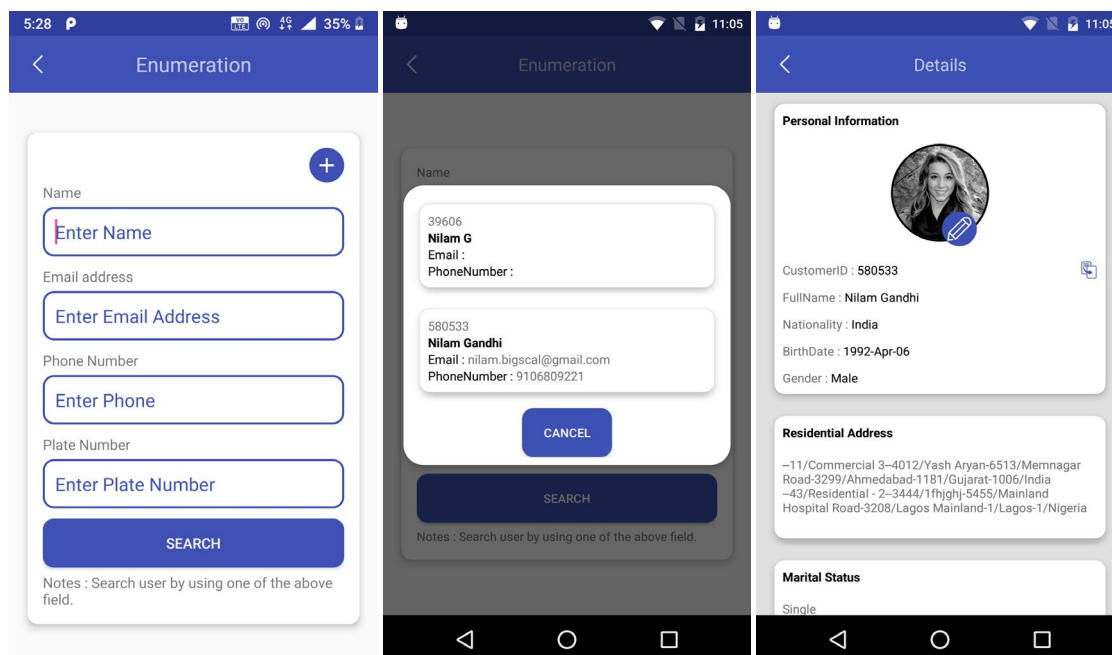 5:28 VO LTE 4G 35%
Enumeration
Name
Enter Name
Email address
Enter Email Address
Phone Number
Enter Phone
Plate Number
Enter Plate Number
SEARCH
Notes : Search user by using one of the above
field.
11:05
Enumeration
Name
39606
Nilam G
Email :
PhoneNumber :
580533
Nilam Gandhi
Email : nilam.bigscal@gmail.com
PhoneNumber : 9106809221
CANCEL
SEARCH
Notes : Search user by using one of the above field.
11:05
Details
Personal Information
CustomerID : 580533
FullName : Nilam Gandhi
Nationality : India
BirthDate : 1992-Apr-06
Gender : Male
Residential Address
--11/Commercial 3--4012/Yash Aryan-6513/Memnagar
Road-3299/Ahmedabad-1181/Gujarat-1006/India
--43/Residential - 2--3444/1fhjghj-5455/Mainland
Hospital Road-3208/Lagos Mainland-1/Lagos-1/Nigeria
Marital Status
Single